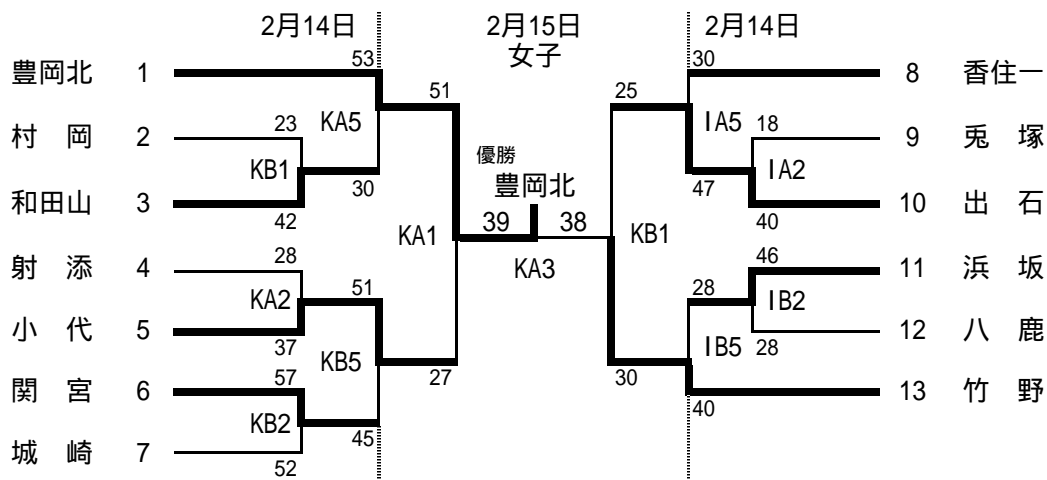 2月14日 2月15日 2月14日
女子
53 30
豊岡北 1 8 香住一
51 25
23 KA5 IA5 18
村 岡 2 9 兎 塚
KB1 優勝 IA2
30 豊岡北 47
和田山 3 10 出 石
42 39 38 40
KA1 KB1
28 46
射 添 4 KA3 11 浜 坂
51 28
KA2 IB2
小 代 5 12 八 鹿
37 KB5 IB5 28
57 27 30
関 宮 6 13 竹 野
KB2 40
45
城 崎 7
52